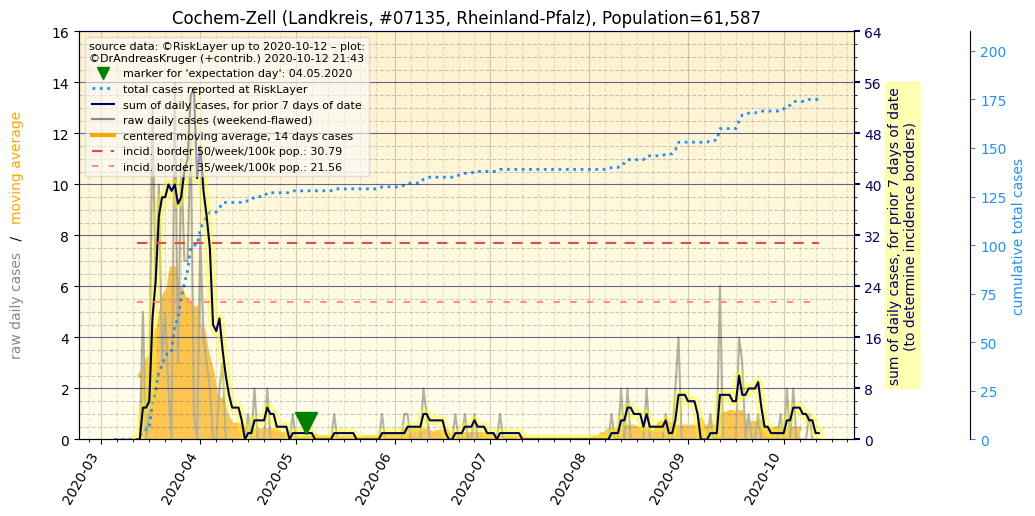 Cochem-Zell (Landkreis, #07135, Rheinland-Pfalz), Population=61,587
source data: ©RiskLayer up to 2020-10-12 – plot:
©DrAndreasKruger (+contrib.) 2020-10-12 21:43
marker for 'expectation day': 04.05.2020
total cases reported at RiskLayer
sum of daily cases, for prior 7 days of date
raw daily cases (weekend-flawed)
centered moving average, 14 days cases
incid. border 50/week/100k pop.: 30.79
incid. border 35/week/100k pop.: 21.56
raw daily cases / moving average
16
14
12
10
8
6
4
2
0
64
56
48
40
32
24
16
8
0
sum of daily cases, for prior 7 days of date
(to determine incidence borders)
200
175
150
125
100
75
50
25
0
cumulative total cases
2020-03
2020-04
2020-05
2020-06
2020-07
2020-08
2020-09
2020-10